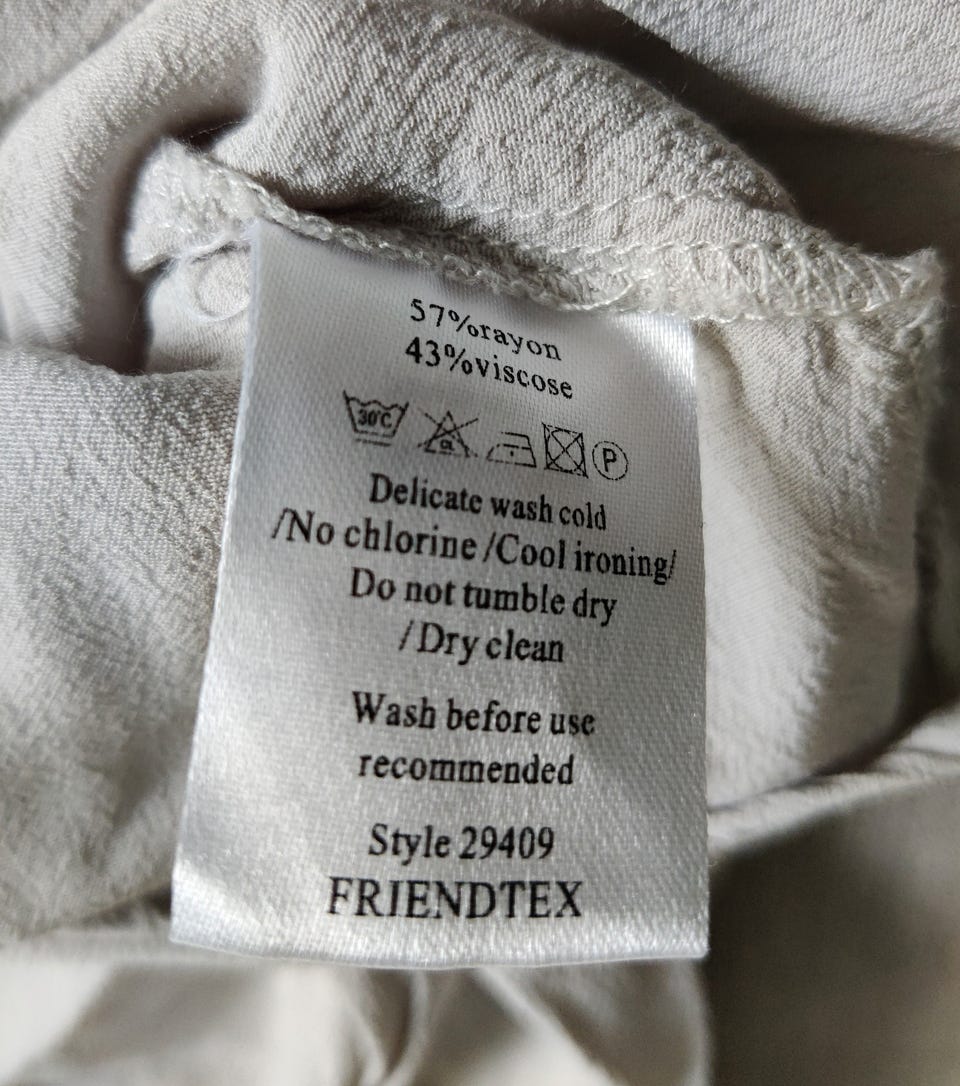 57%rayon
43%viscose
30°C CL P
Delicate wash cold
/No chlorine /Cool ironing/
Do not tumble dry
/Dry clean
Wash before use
recommended
Style 29409
FRIENDTEX